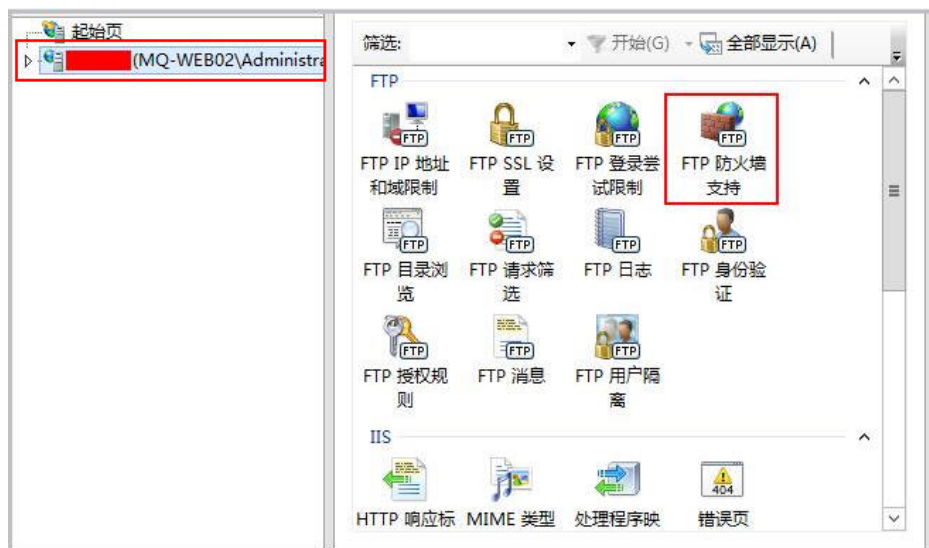 起始页
(MQ-WEB02\Administra
筛选:
开始(G)
全部显示(A)
FTP
FTP
FTP
FTP
FTP
FTP IP 地址
和域限制
FTP SSL 设
置
FTP 登录尝
试限制
FTP 防火墙
支持
FTP
FTP
FTP
FTP
FTP 目录浏
览
FTP 请求筛
选
FTP 日志
FTP 身份验
证
FTP
FTP
FTP
FTP 授权规
则
FTP 消息
FTP 用户隔
离
IIS
404
HTTP 响应标
MIME 类型
处理程序映
错误页